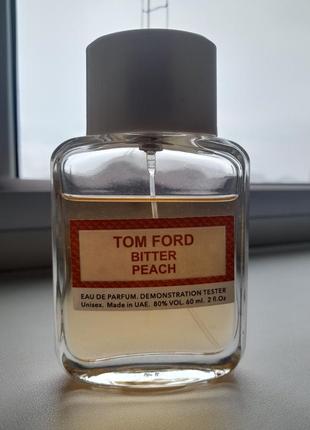 TOM FORD
BITTER
PEACH
EAU DE PARFUM. DEMONSTRATION TESTER
Unisex. Made in UAE. 80% VOL. 60 ml. 2 fl.Oz